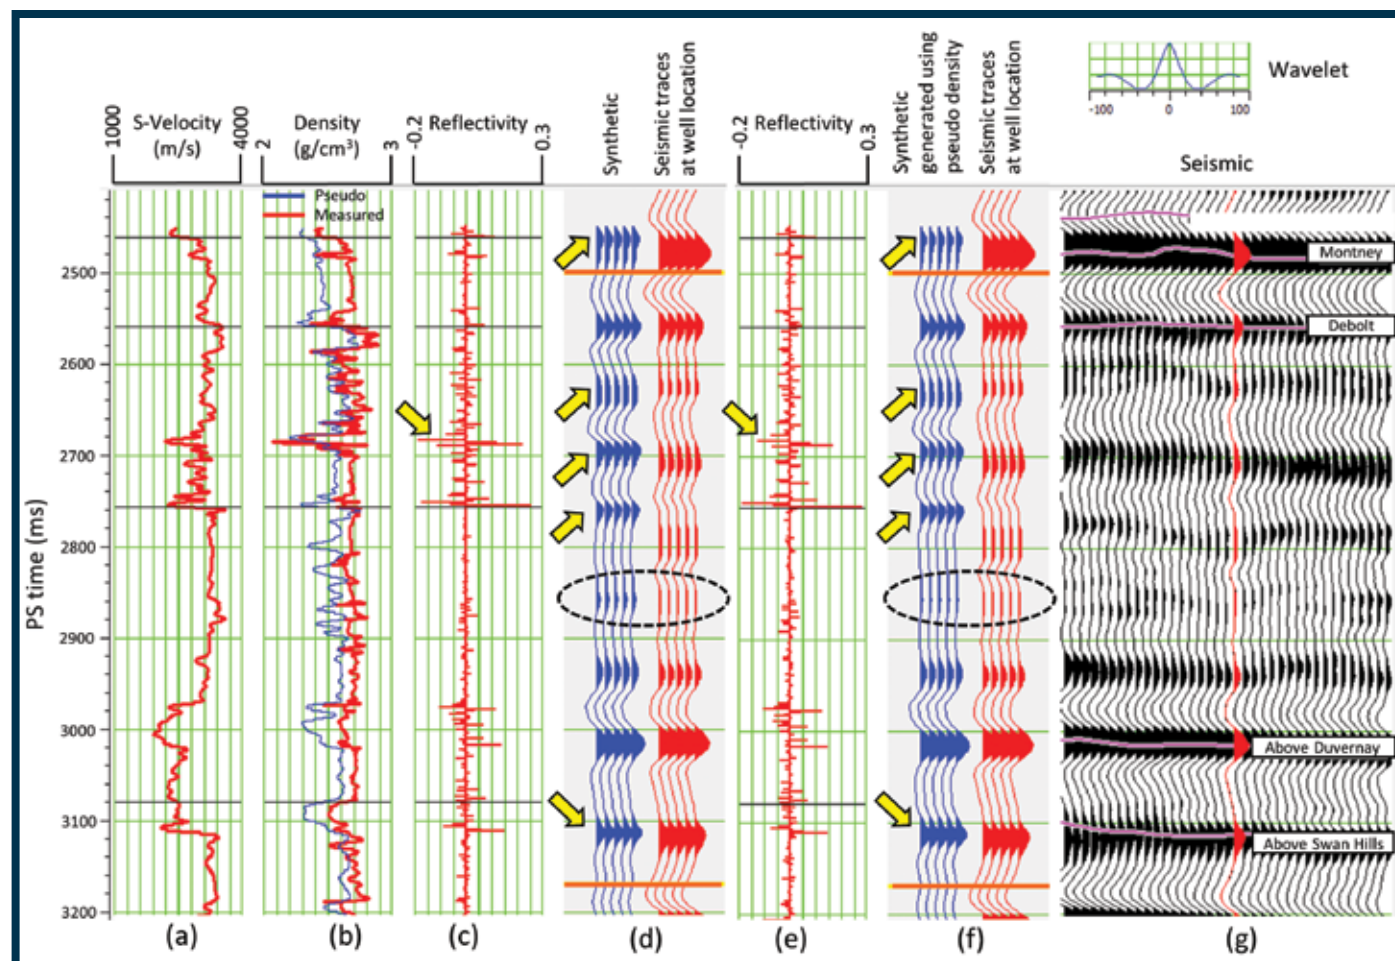 Wavelet
-100 0 100
Seismic
1000 S-Velocity 4000
(m/s)
2 Density 3
(g/cm³)
-0.2 Reflectivity 0.3
Synthetic
Seismic traces
at well location
-0.2 Reflectivity 0.3
Synthetic
generated using
pseudo density
Seismic traces
at well location
Pseudo
Measured
PS time (ms)
2500
2600
2700
2800
2900
3000
3100
3200
Montney
Debolt
Above Duvernay
Above Swan Hills
(a) (b) (c) (d) (e) (f) (g)